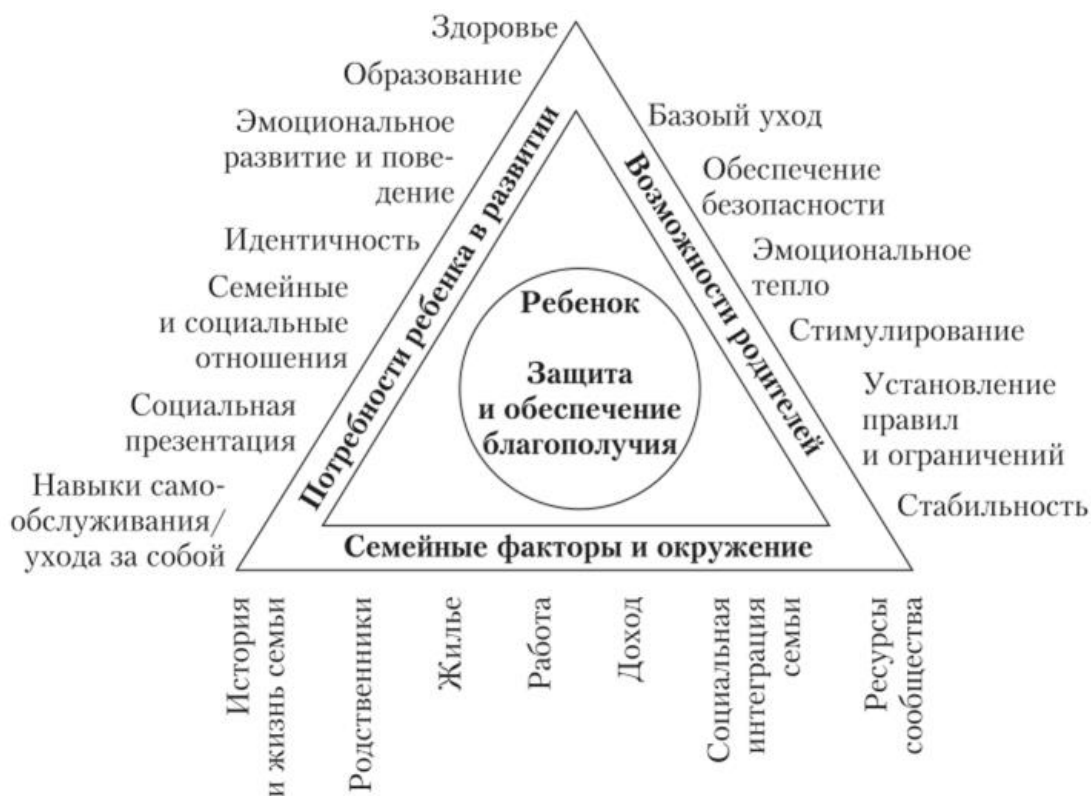 Здоровье
Образование
Эмоциональное
развитие и пове-
дение
Идентичность
Семейные
и социальные
отношения
Социальная
презентация
Навыки само-
обслуживания/
ухода за собой
Потребности ребенка в развитии
Ребенок
Защита
и обеспечение
благополучия
Возможности родителей
Базоый уход
Обеспечение
безопасности
Эмоциональное
тепло
Стимулирование
Установление
правил
и ограничений
Стабильность
Семейные факторы и окружение
История
и жизнь семьи
Родственники
Жилье
Работа
Доход
Социальная
интеграция
семьи
Ресурсы
сообщества